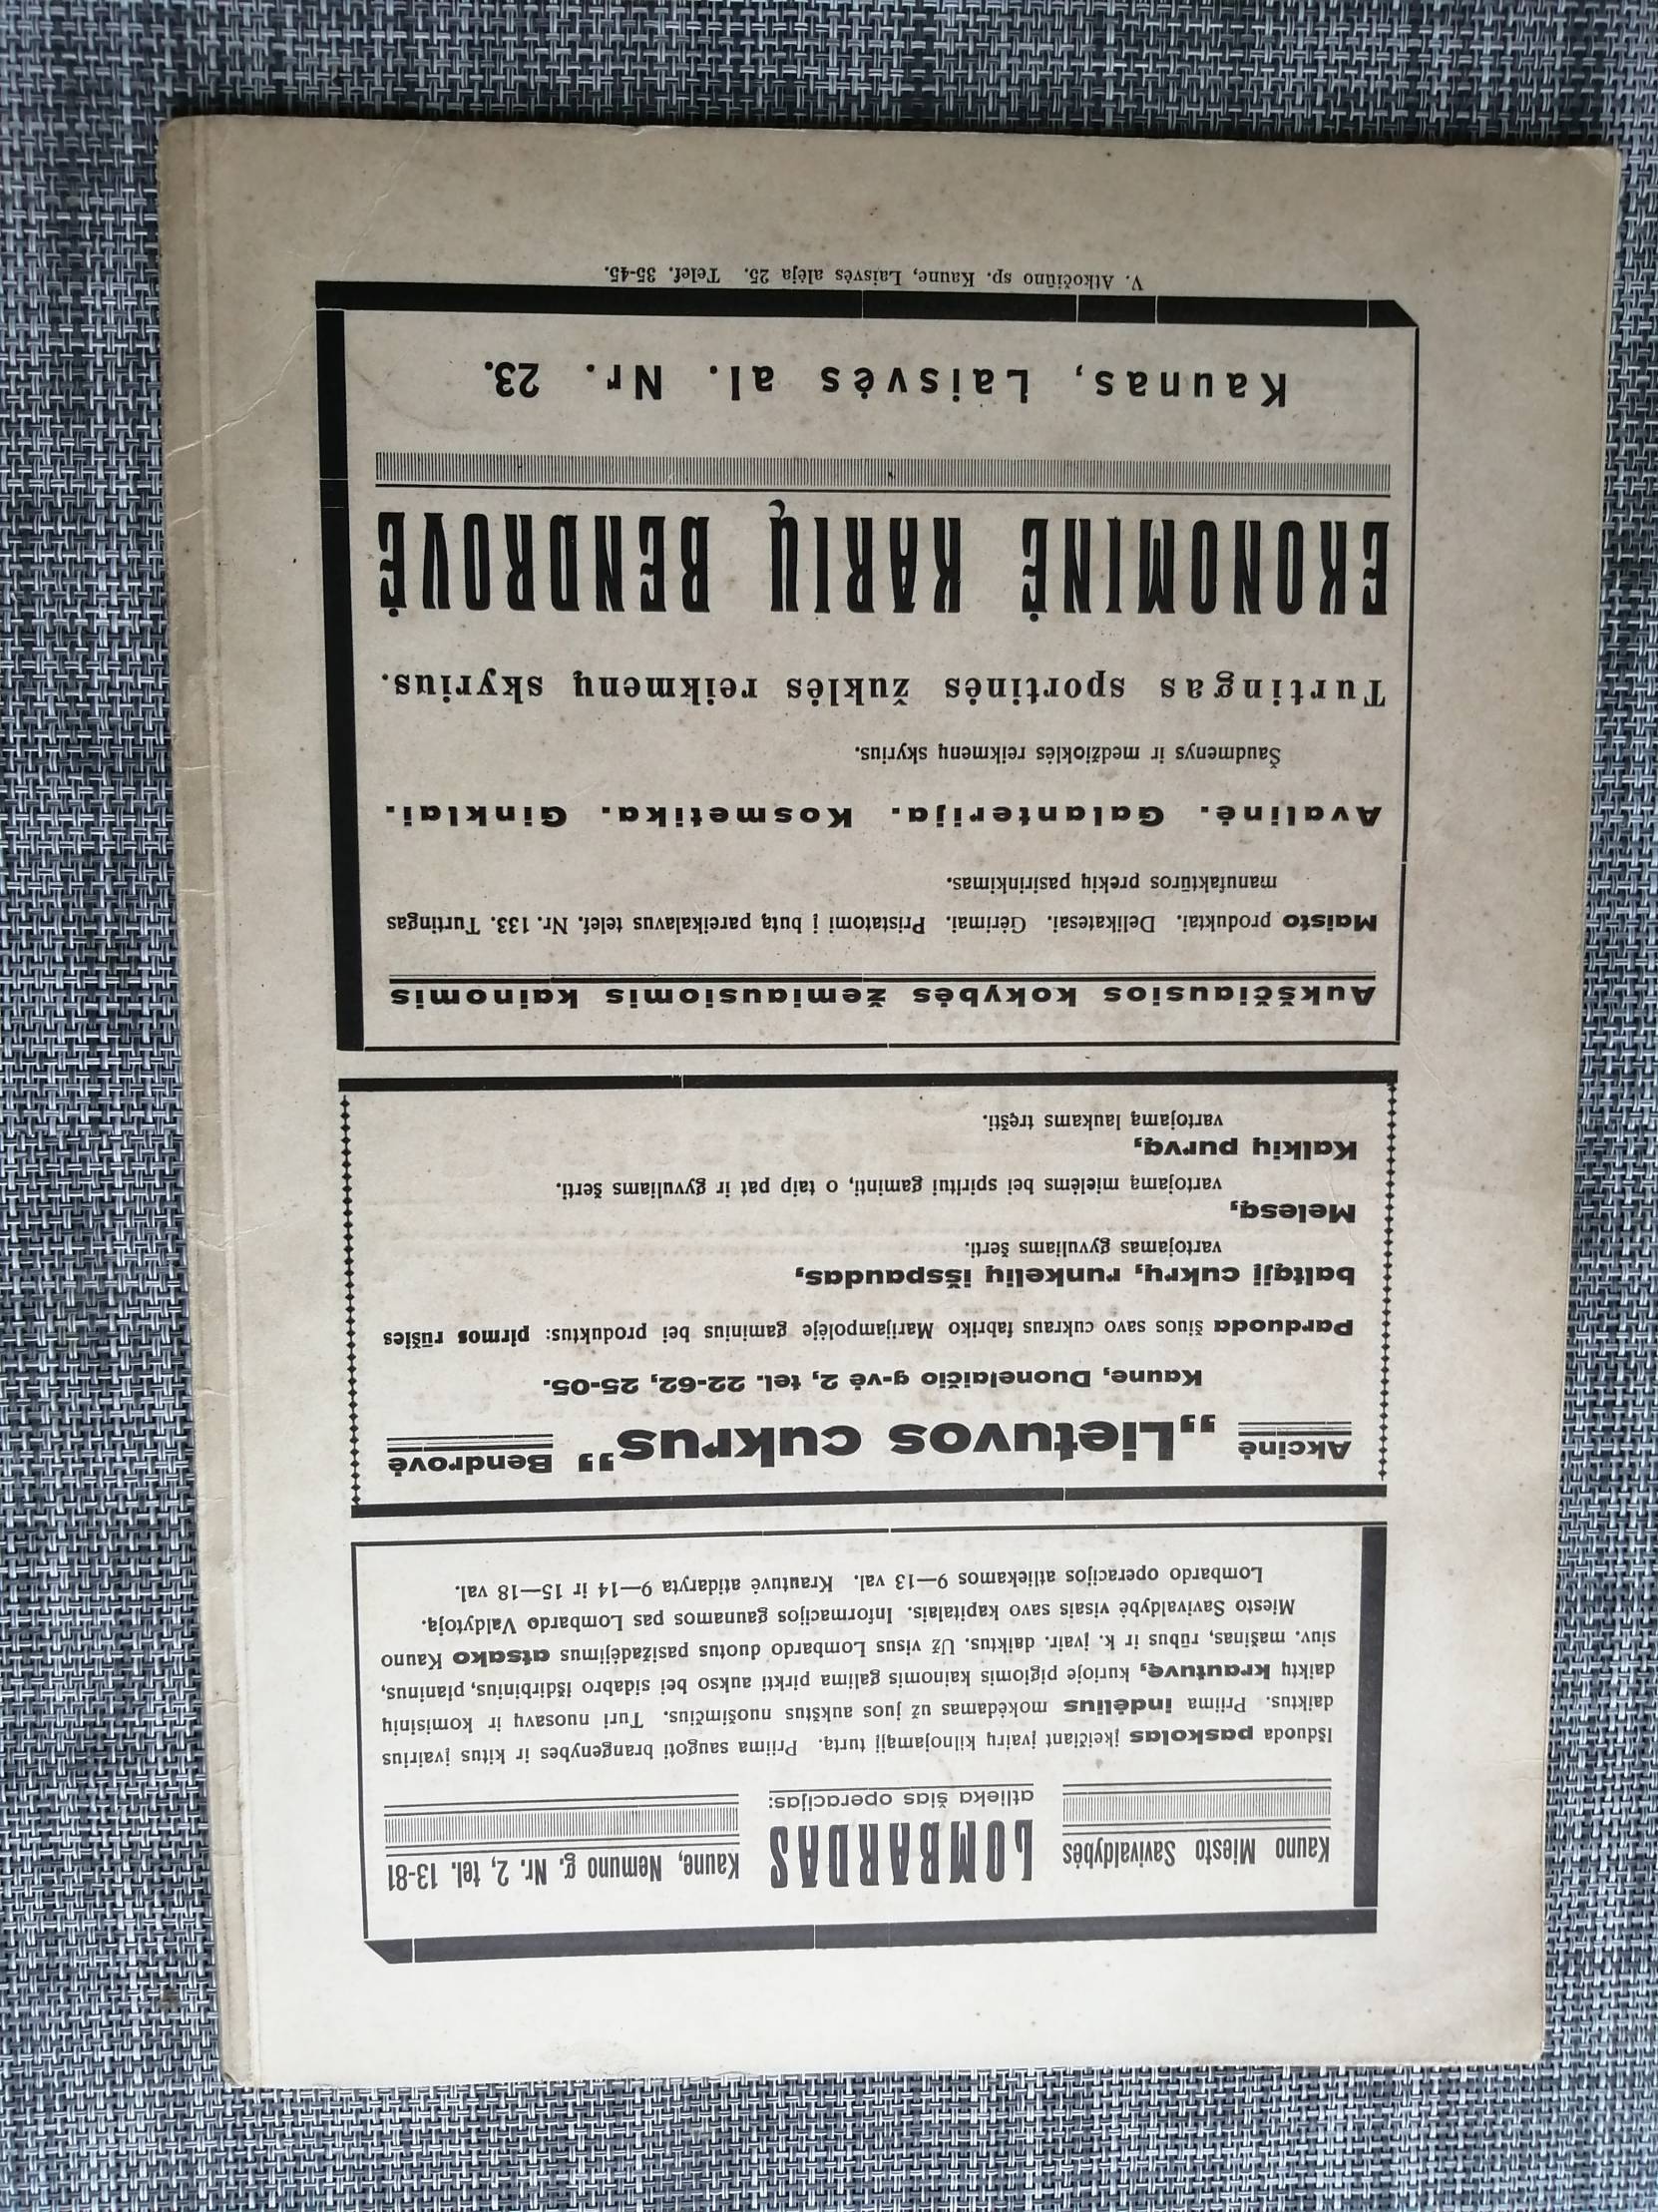 Kauno Miesto Savivaldybės LOMBARDAS Kaune, Nemuno g. Nr. 2, tel. 13-81
atlieka šias operacijas:
Išduoda paskolas įkeičiant įvairų kilnojamąjį turtą. Priima saugoti brangenybes ir kitus įvairius
daiktus. Priima indėlius mokėdamas už juos aukštus nuošimčius. Turi nuosavų ir komisinių
daiktų krautuvę, kurioje pigiomis kainomis galima pirkti aukso bei sidabro išdirbinius, planinus,
siuv. mašinas, rūbus ir k. įvair. daiktus. Už visus Lombardo duotus pasižadėjimus atsako Kauno
Miesto Savivaldybė visais savo kapitalais. Informacijos gaunamos pas Lombardo Valdytoją.
Lombardo operacijos atliekamos 9—13 val. Krautuvė atidaryta 9—14 ir 15—18 val.
Akcinė „Lietuvos cukrus” Bendrovė
Kaune, Duonelaičio g-vė 2, tel. 22-62, 25-05.
Parduoda šiuos savo cukraus fabriko Marijampolėje gaminius bei produktus: pirmos rūšies
baltąjį cukrų, runkelių išspaudas,
vartojamas gyvuliams šerti.
Melesą,
vartojamą mielėms bei spiritui gaminti, o taip pat ir gyvuliams šerti.
Kalkių purvą,
vartojamą laukams tręšti.
Aukščiausios kokybės žemiausiomis kainomis
Maisto produktai. Delikatesai. Gėrimai. Pristatomi į butą pareikalavus telef. Nr. 133. Turtingas
manufaktūros prekių pasirinkimas.
Avalinė. Galanterija. Kosmetika. Ginklai.
Šaudmenys ir medžioklės reikmenų skyrius.
Turtingas sportinės žuklės reikmenų skyrius.
EKONOMINĖ KARIŲ BENDROVĖ
Kaunas, Laisvės al. Nr. 23.
V. Atkočiūno sp. Kaune, Laisvės alėja 25. Telef. 35-45.